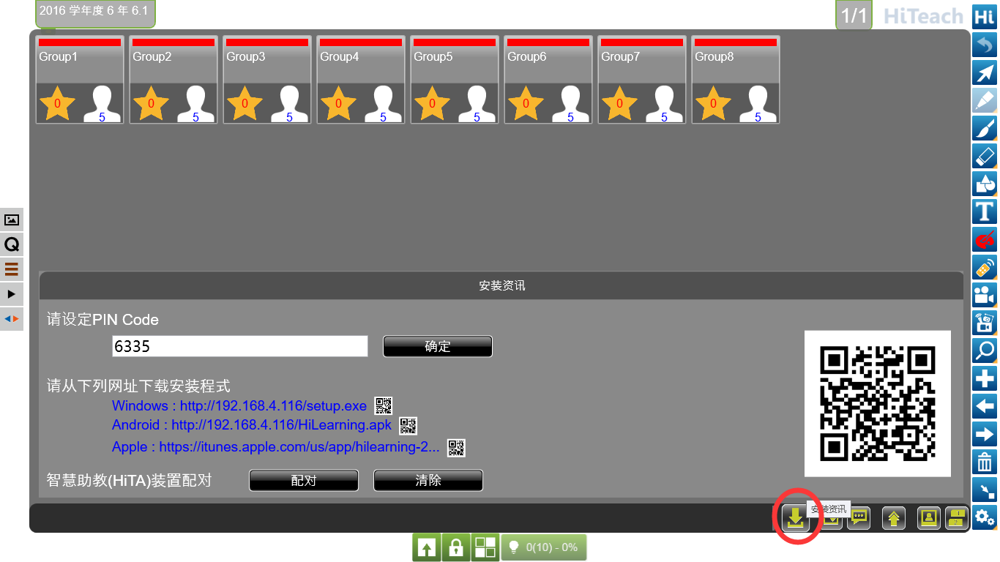 2016 学年度 6 年 6.1
1/1
HiTeach
Hi
Group1
Group2
Group3
Group4
Group5
Group6
Group7
Group8
0 5
0 5
0 5
0 5
0 5
0 5
0 5
0 5
T
Q
安装资讯
请设定PIN Code
6335 确定
请从下列网址下载安装程式
Windows : http://192.168.4.116/setup.exe
Android : http://192.168.4.116/HiLearning.apk
Apple : https://itunes.apple.com/us/app/hilearning-2...
智慧助教(HiTA)装置配对 配对 清除
安装资讯
0(10) - 0%